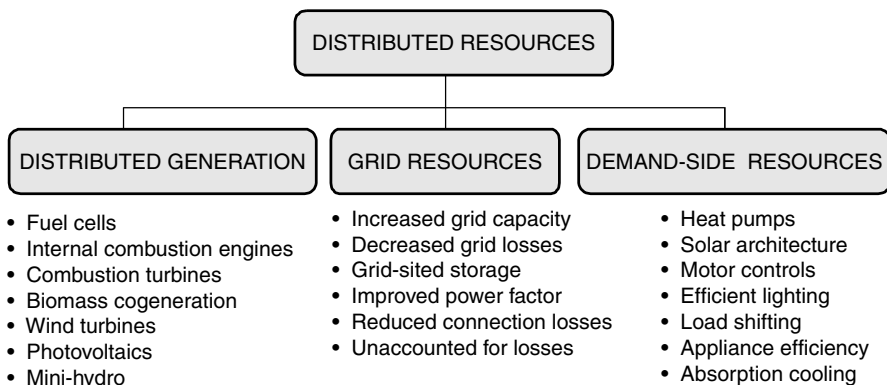 DISTRIBUTED RESOURCES
DISTRIBUTED GENERATION
• Fuel cells
• Internal combustion engines
• Combustion turbines
• Biomass cogeneration
• Wind turbines
• Photovoltaics
• Mini-hydro
GRID RESOURCES
• Increased grid capacity
• Decreased grid losses
• Grid-sited storage
• Improved power factor
• Reduced connection losses
• Unaccounted for losses
DEMAND-SIDE RESOURCES
• Heat pumps
• Solar architecture
• Motor controls
• Efficient lighting
• Load shifting
• Appliance efficiency
• Absorption cooling